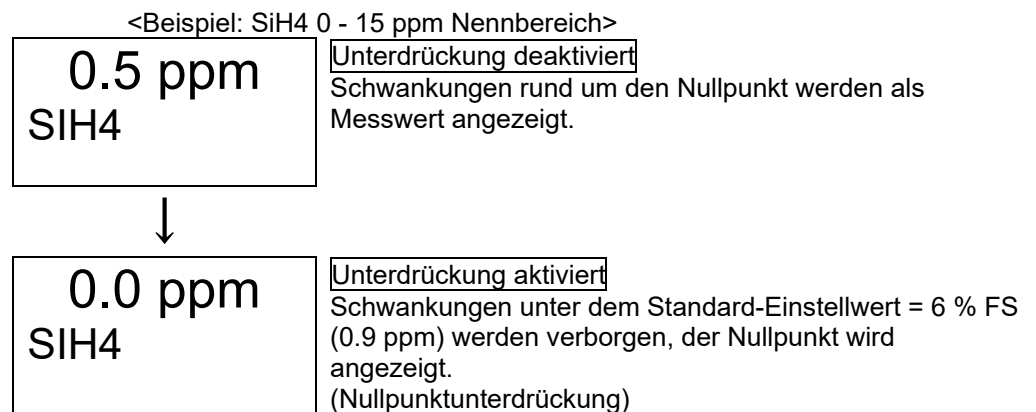 <Beispiel: SiH4 0 - 15 ppm Nennbereich>
0.5 ppm
SIH4
Unterdrückung deaktiviert
Schwankungen rund um den Nullpunkt werden als
Messwert angezeigt.
↓
0.0 ppm
SIH4
Unterdrückung aktiviert
Schwankungen unter dem Standard-Einstellwert = 6 % FS
(0.9 ppm) werden verborgen, der Nullpunkt wird
angezeigt.
(Nullpunktunterdrückung)